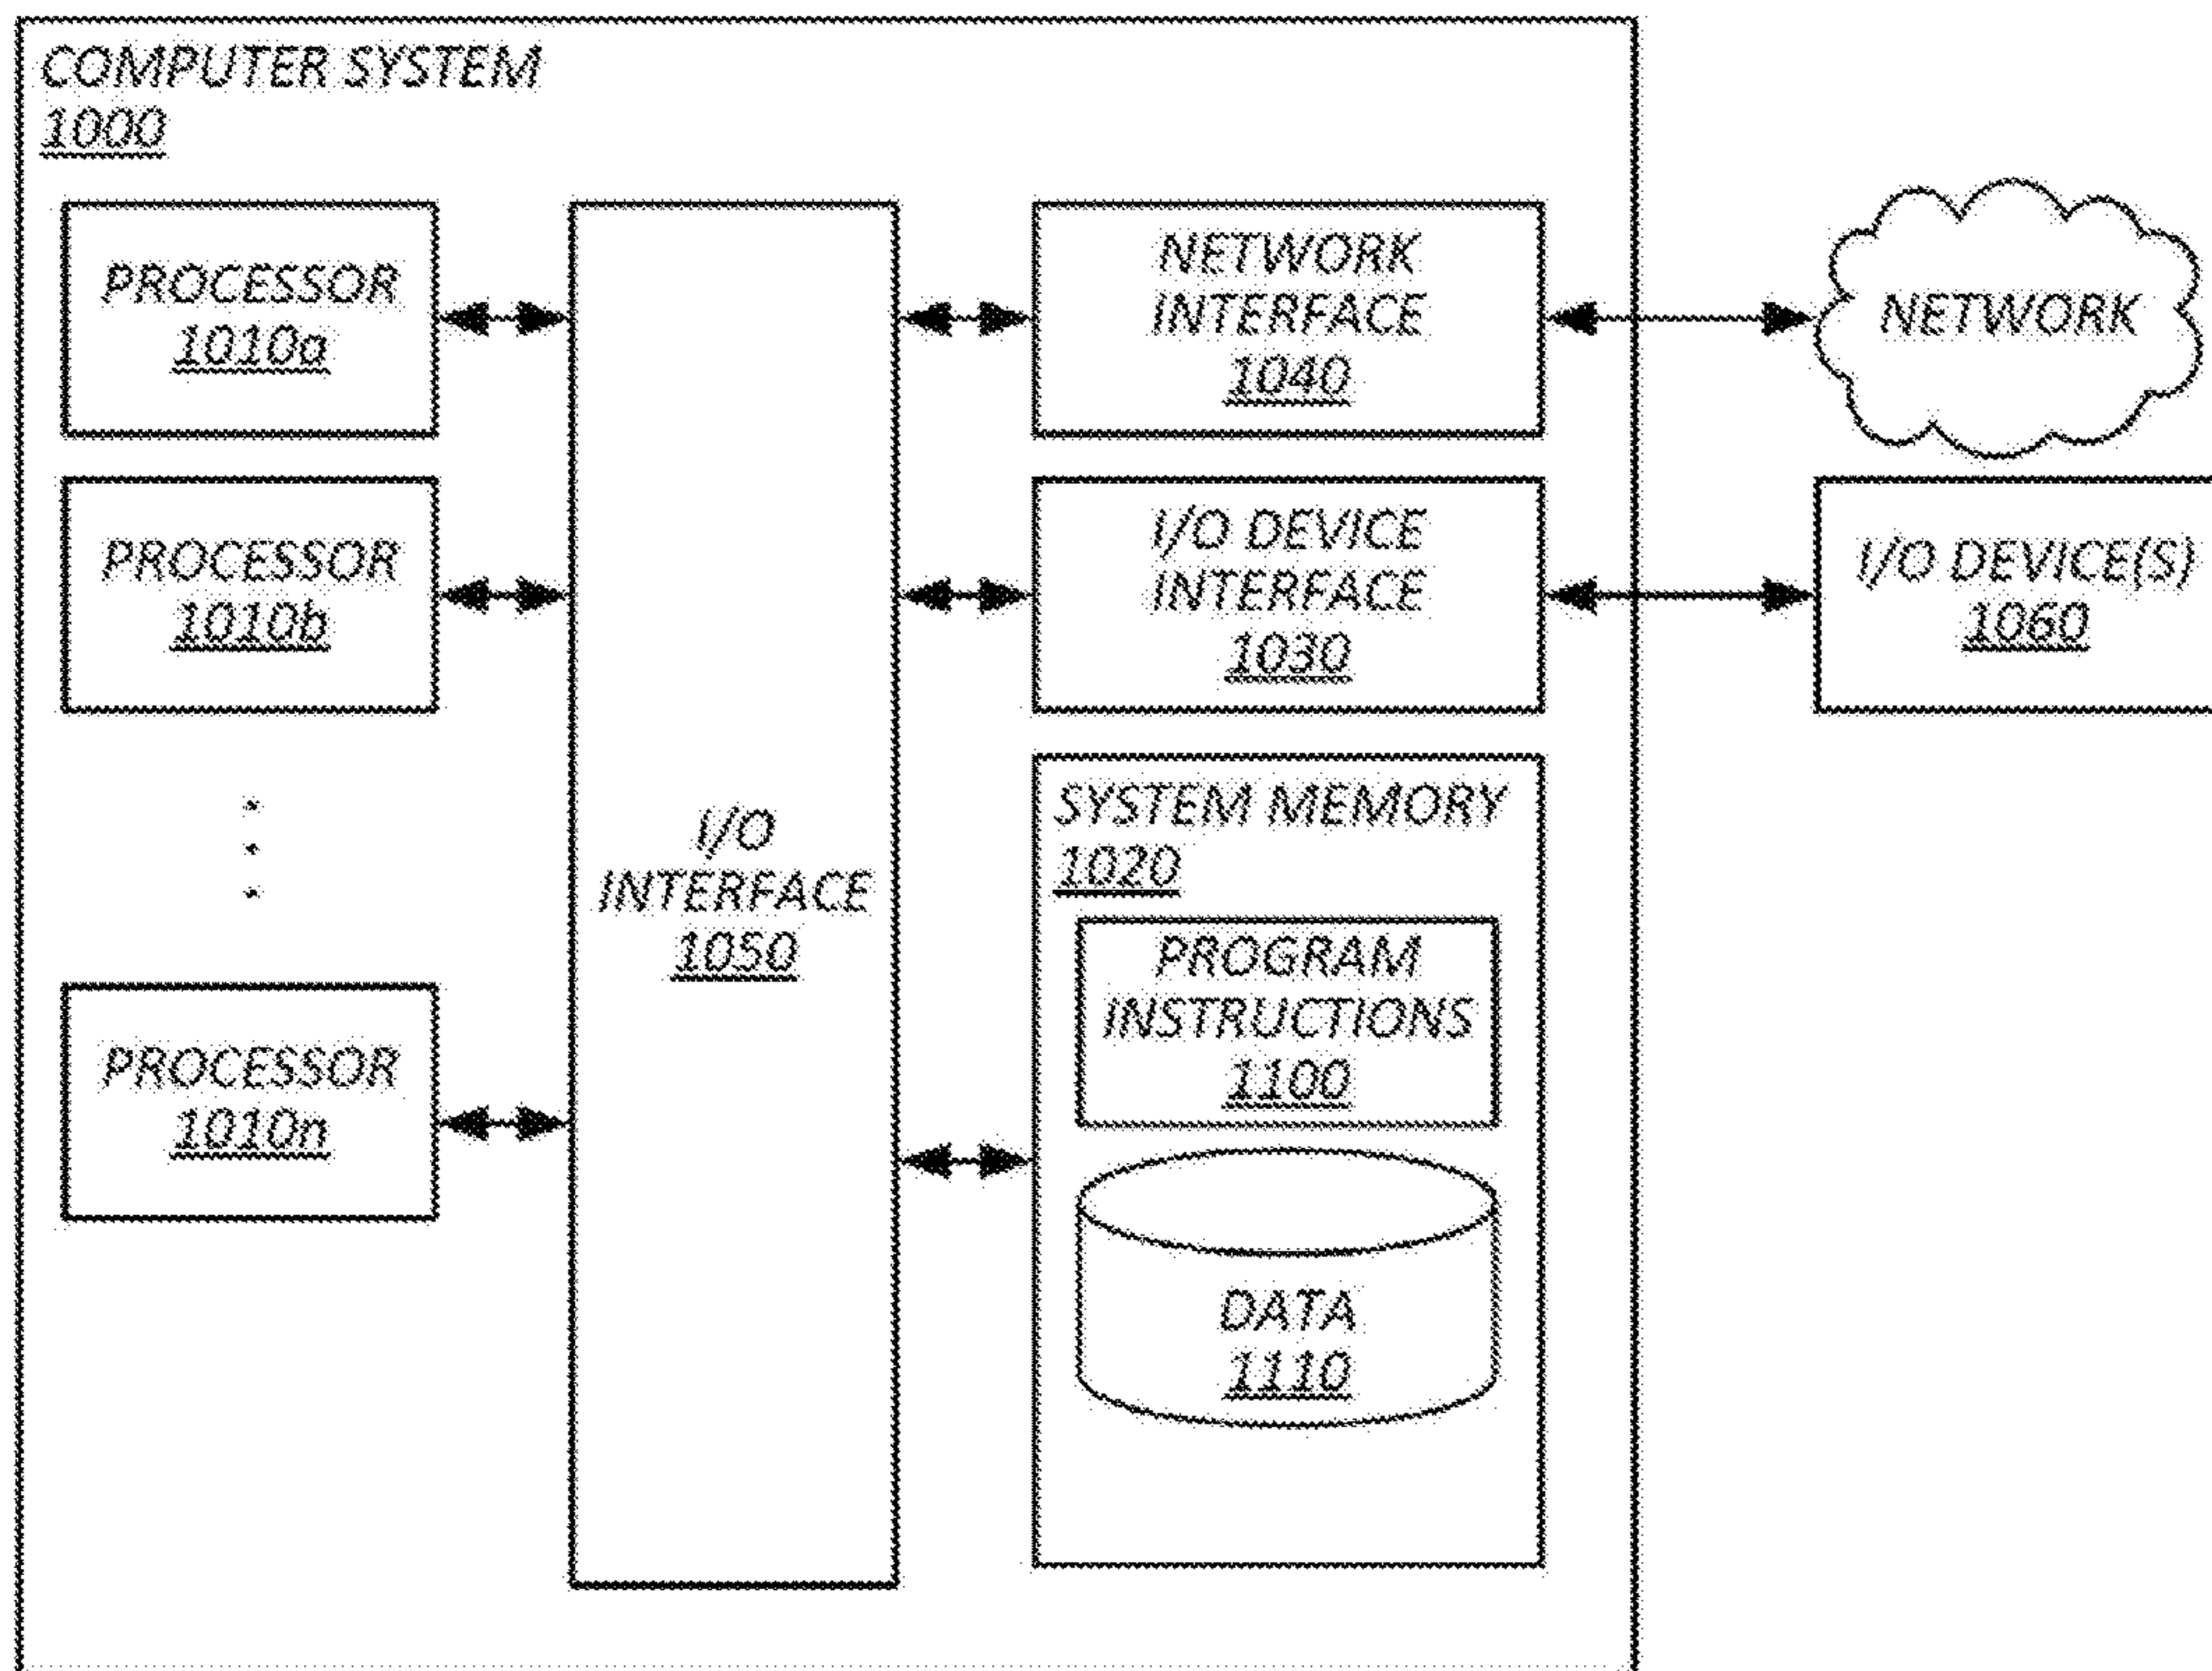 COMPUTER SYSTEM
1000
PROCESSOR
1010a
PROCESSOR
1010b
PROCESSOR
1010n
I/O
INTERFACE
1050
NETWORK
INTERFACE
1040
I/O DEVICE
INTERFACE
1030
SYSTEM MEMORY
1020
PROGRAM
INSTRUCTIONS
1100
DATA
1110
NETWORK
I/O DEVICE(S)
1060